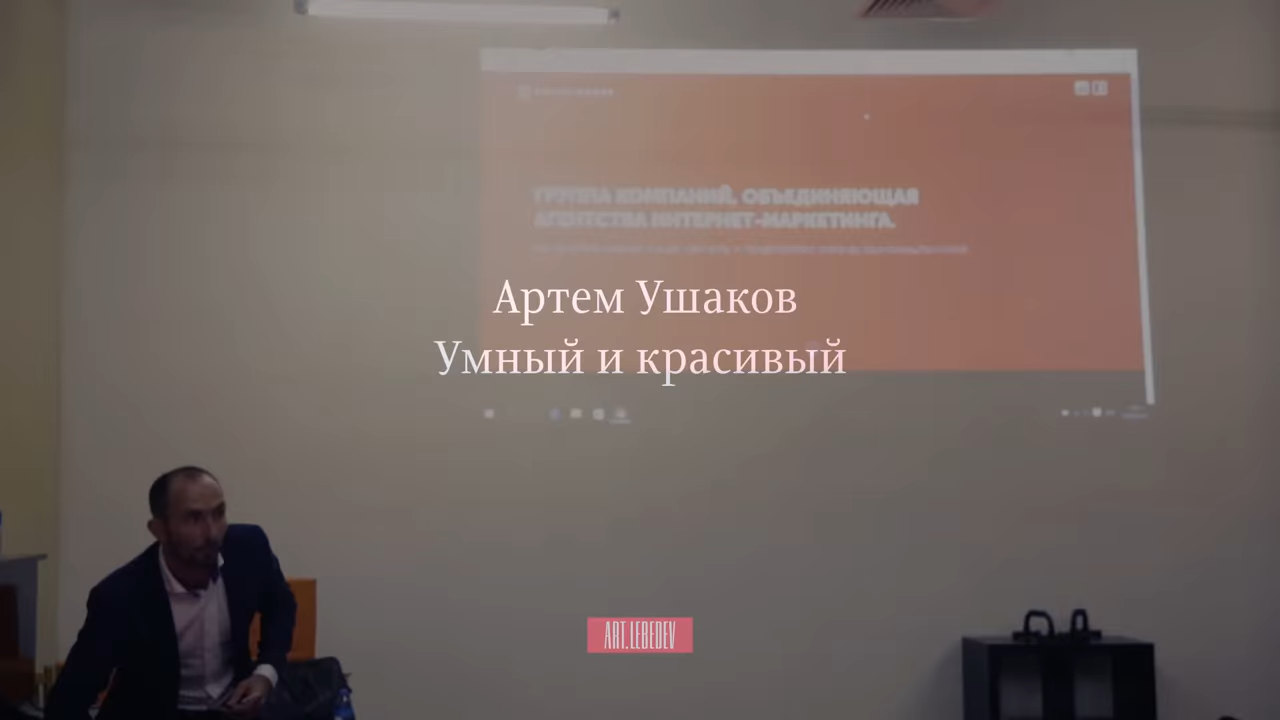 ГРУППА КОМПАНИЙ, ОБЪЕДИНЯЮЩАЯ
АГЕНТСТВА ИНТЕРНЕТ-МАРКЕТИНГА.
Артем Ушаков
Умный и красивый
ART.LEBEDEV